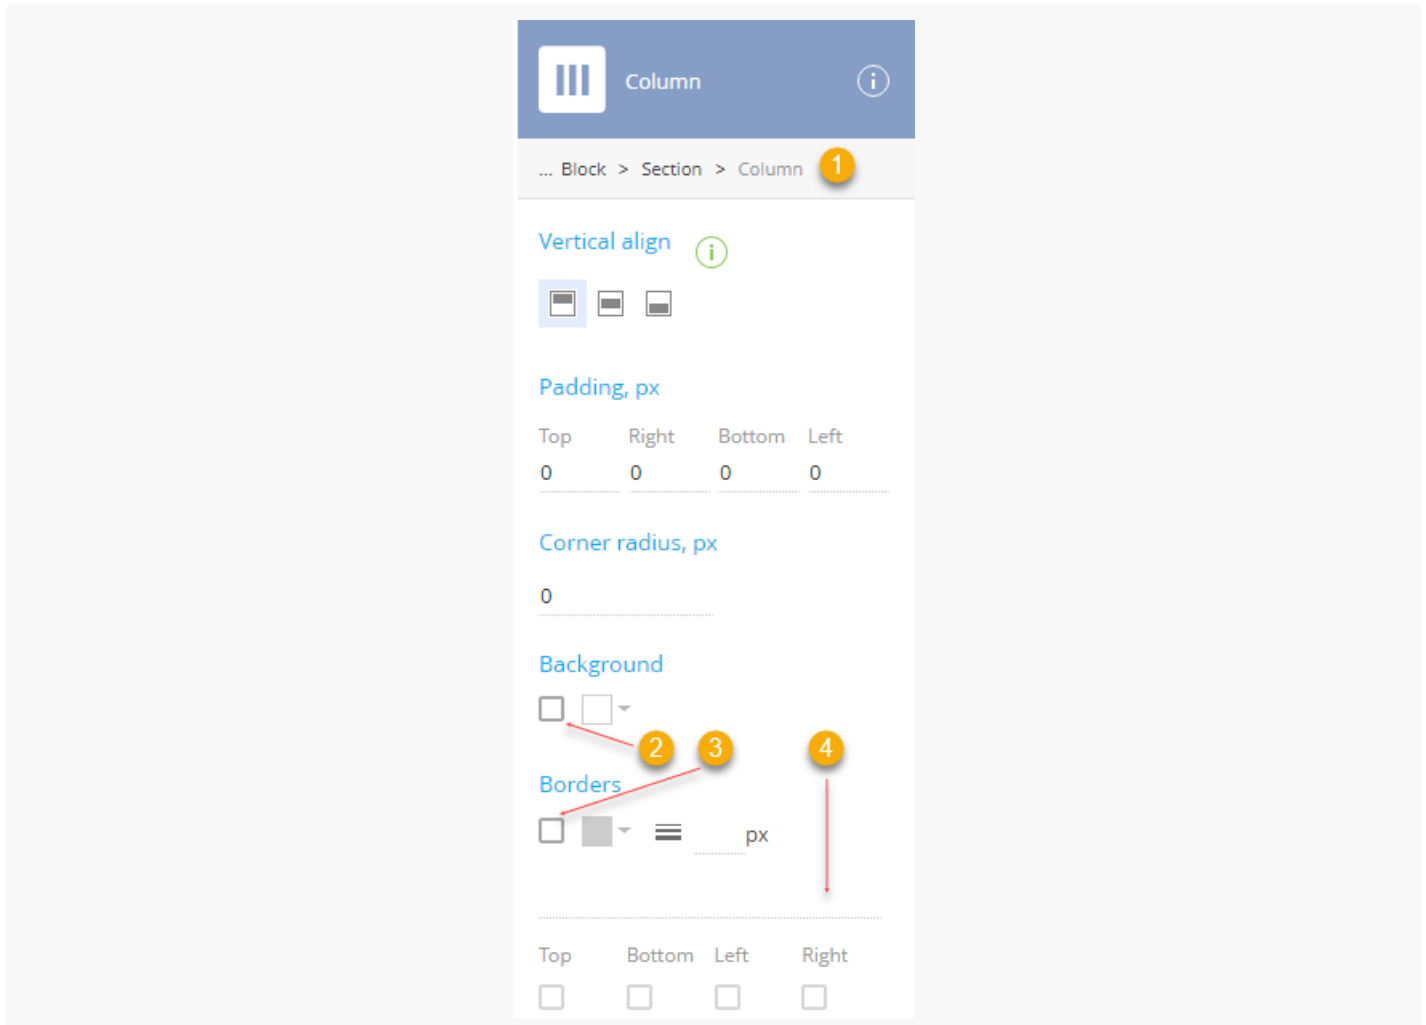 Column
i
... Block > Section > Column 1
Vertical align i
Padding, px
Top Right Bottom Left
0 0 0 0
Corner radius, px
0
Background
2 3 4
Borders
px
Top Bottom Left Right